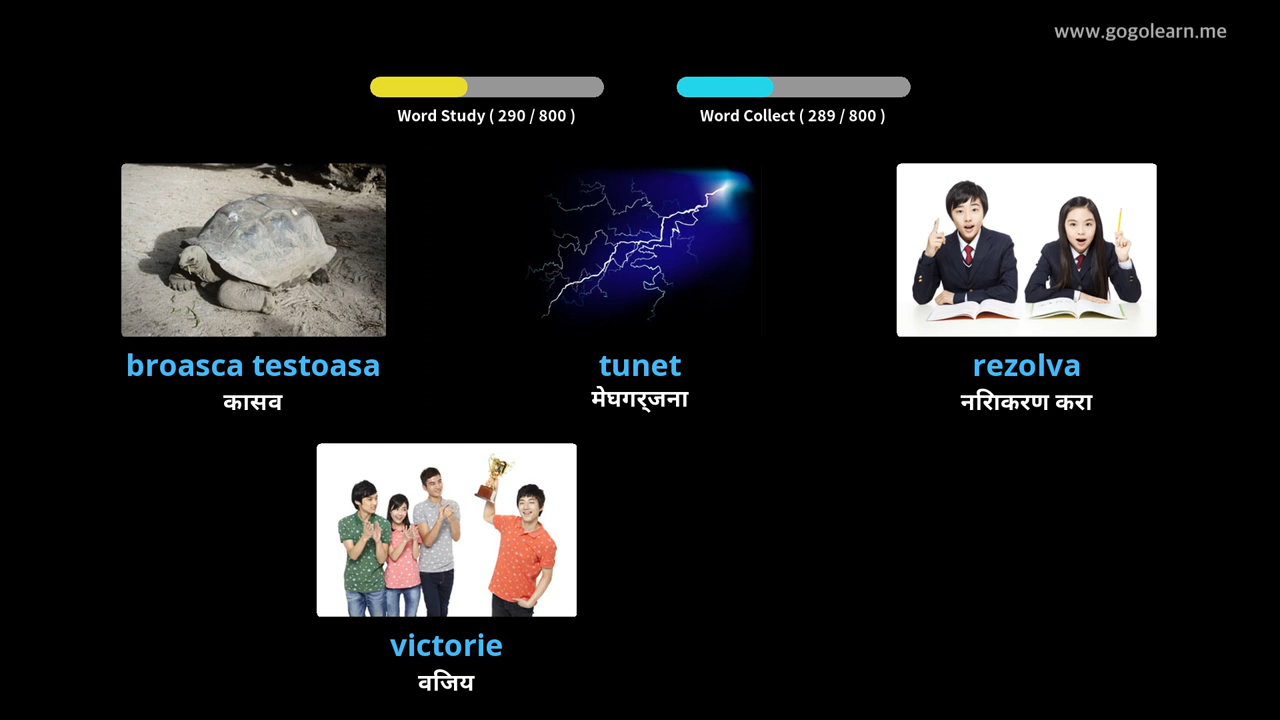 www.gogolearn.me
Word Study ( 290 / 800 )
Word Collect ( 289 / 800 )
broasca testoasa
कासव
tunet
मेघगर्जना
rezolva
निराकरण करा
victorie
विजय